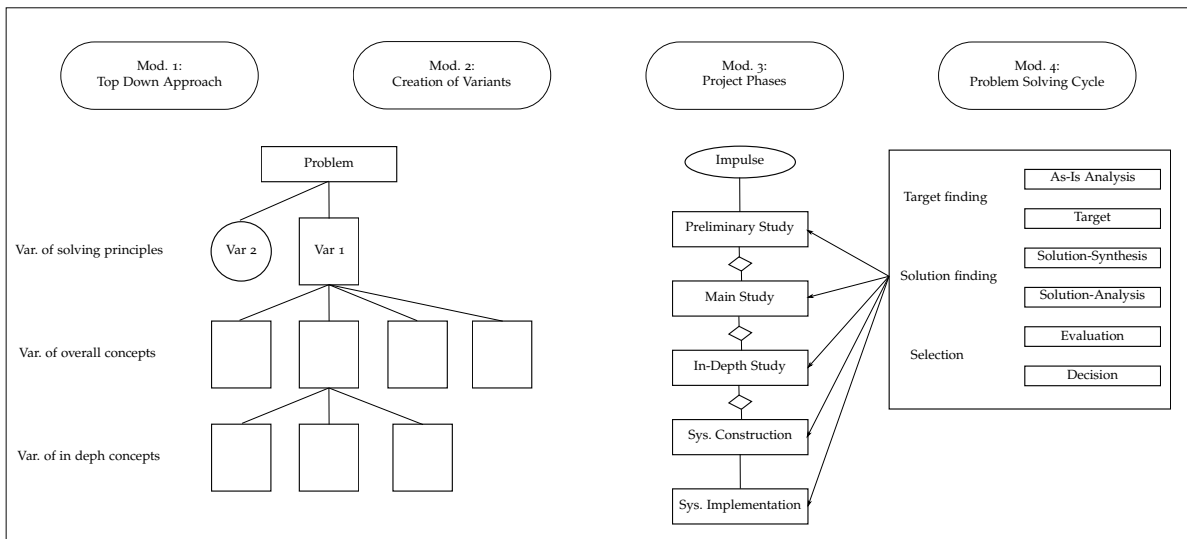 Mod. 1:
Top Down Approach
Mod. 2:
Creation of Variants
Mod. 3:
Project Phases
Mod. 4:
Problem Solving Cycle
Problem
Var. of solving principles
Var 2
Var 1
Var. of overall concepts
Var. of in deph concepts
Impulse
Preliminary Study
Main Study
In-Depth Study
Sys. Construction
Sys. Implementation
Target finding
As-Is Analysis
Target
Solution finding
Solution-Synthesis
Solution-Analysis
Selection
Evaluation
Decision